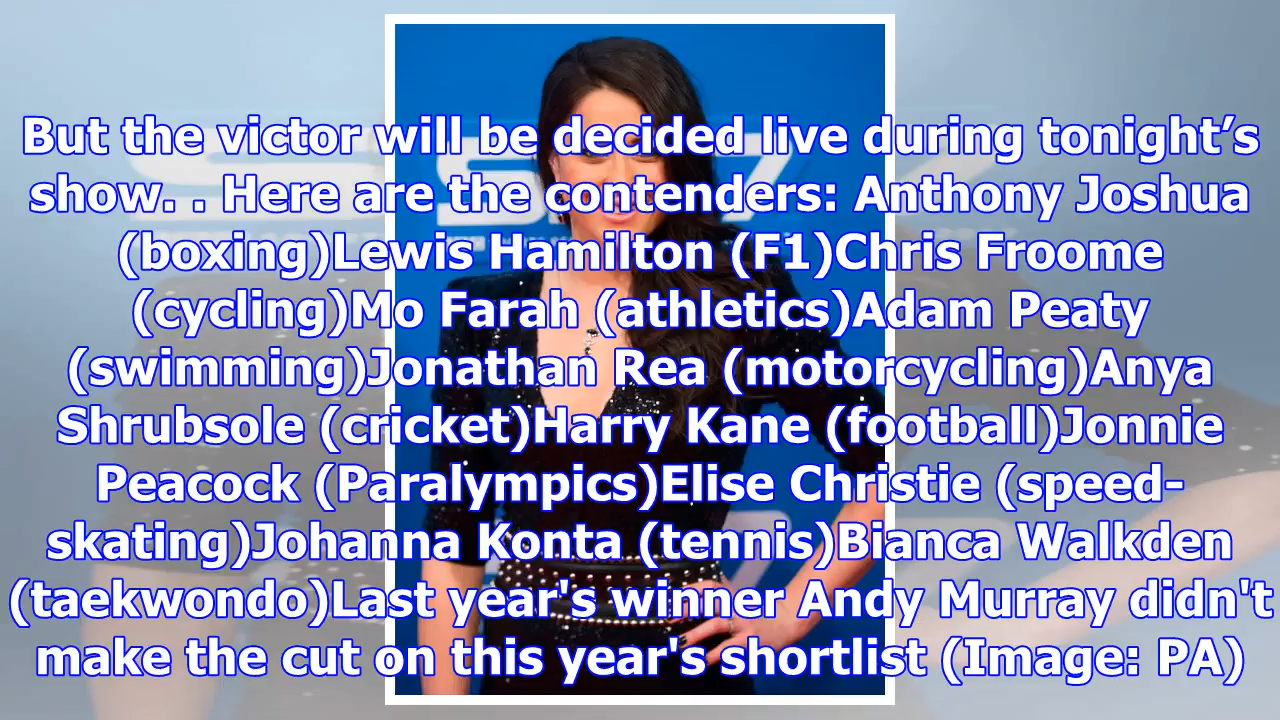 But the victor will be decided live during tonight’s
show. . Here are the contenders: Anthony Joshua
(boxing)Lewis Hamilton (F1)Chris Froome
(cycling)Mo Farah (athletics)Adam Peaty
(swimming)Jonathan Rea (motorcycling)Anya
Shrubsole (cricket)Harry Kane (football)Jonnie
Peacock (Paralympics)Elise Christie (speed-
skating)Johanna Konta (tennis)Bianca Walkden
(taekwondo)Last year's winner Andy Murray didn't
make the cut on this year's shortlist (Image: PA)